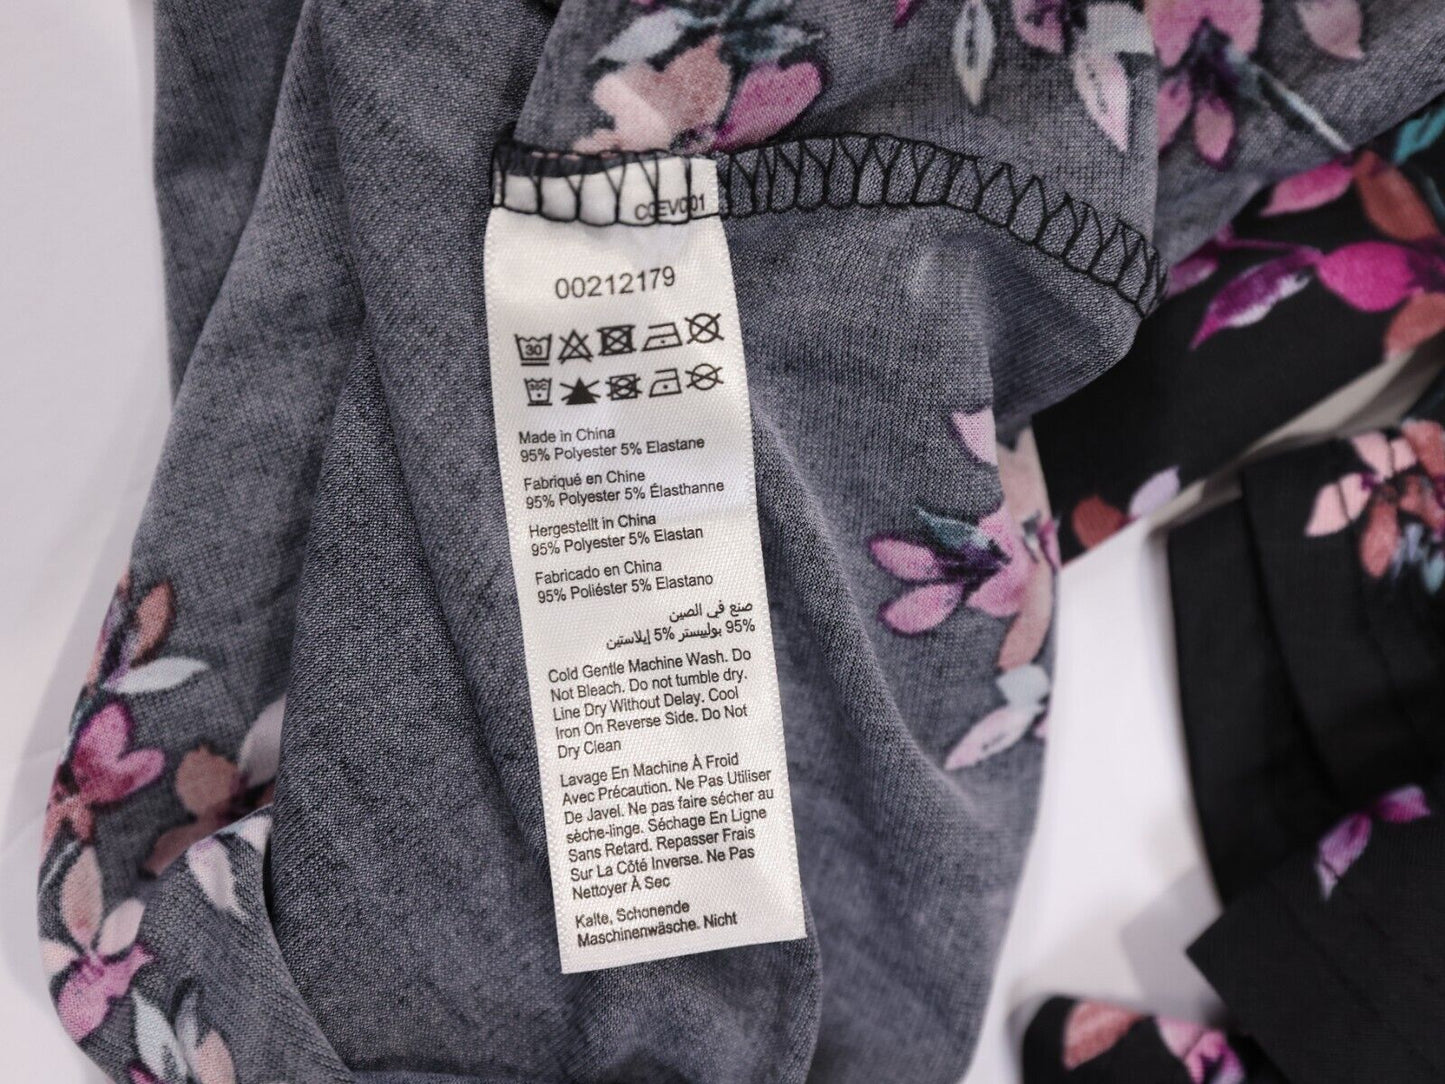 COEV001
00212179
30
Made in China
95% Polyester 5% Elastane
Fabriqué en Chine
95% Polyester 5% Élasthanne
Hergestellt in China
95% Polyester 5% Elastan
Fabricado en China
95% Poliéster 5% Elastano
صنع في الصين
95% بوليستر 5% إيلاستين
Cold Gentle Machine Wash. Do
Not Bleach. Do not tumble dry.
Line Dry Without Delay. Cool
Iron On Reverse Side. Do Not
Dry Clean
Lavage En Machine À Froid
Avec Précaution. Ne Pas Utiliser
De Javel. Ne pas faire sécher au
sèche-linge. Séchage En Ligne
Sans Retard. Repasser Frais
Sur La Côté Inverse. Ne Pas
Nettoyer À Sec
Kalte, Schonende
Maschinenwäsche. Nicht